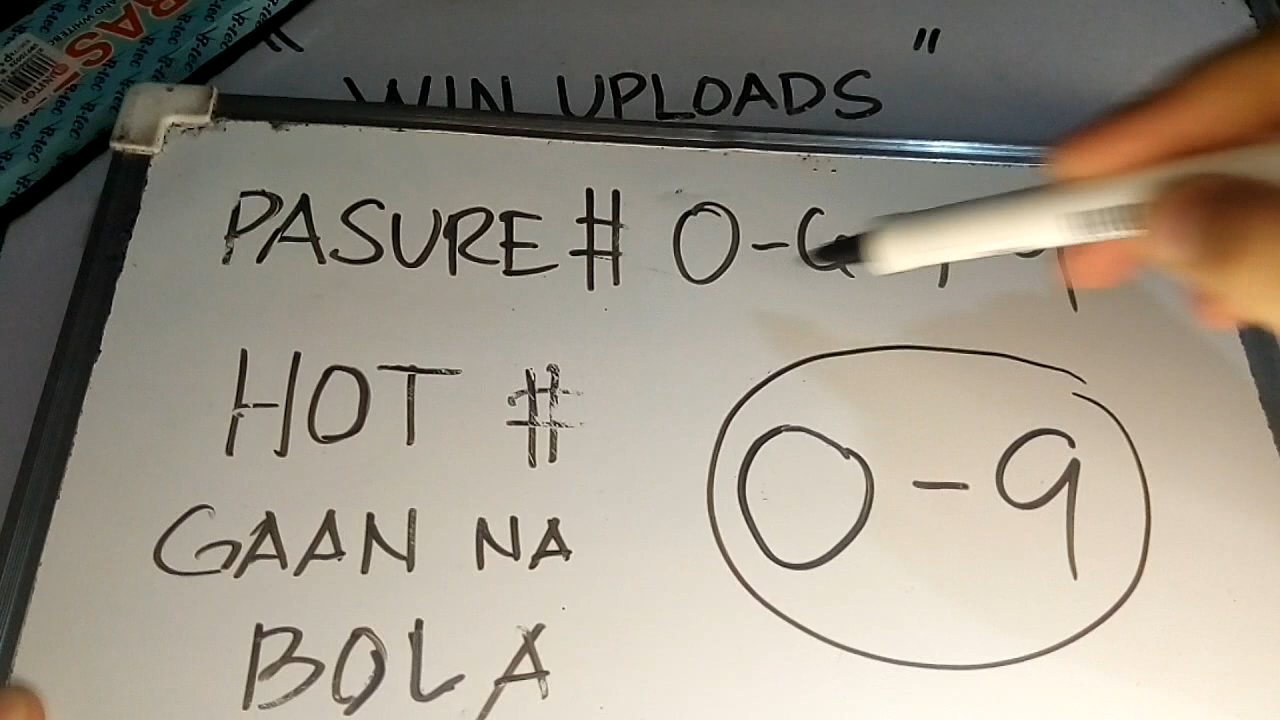 " WIN UPLOADS "
PASURE # 0-
HOT # 0-9
GAAN NA
BOLA